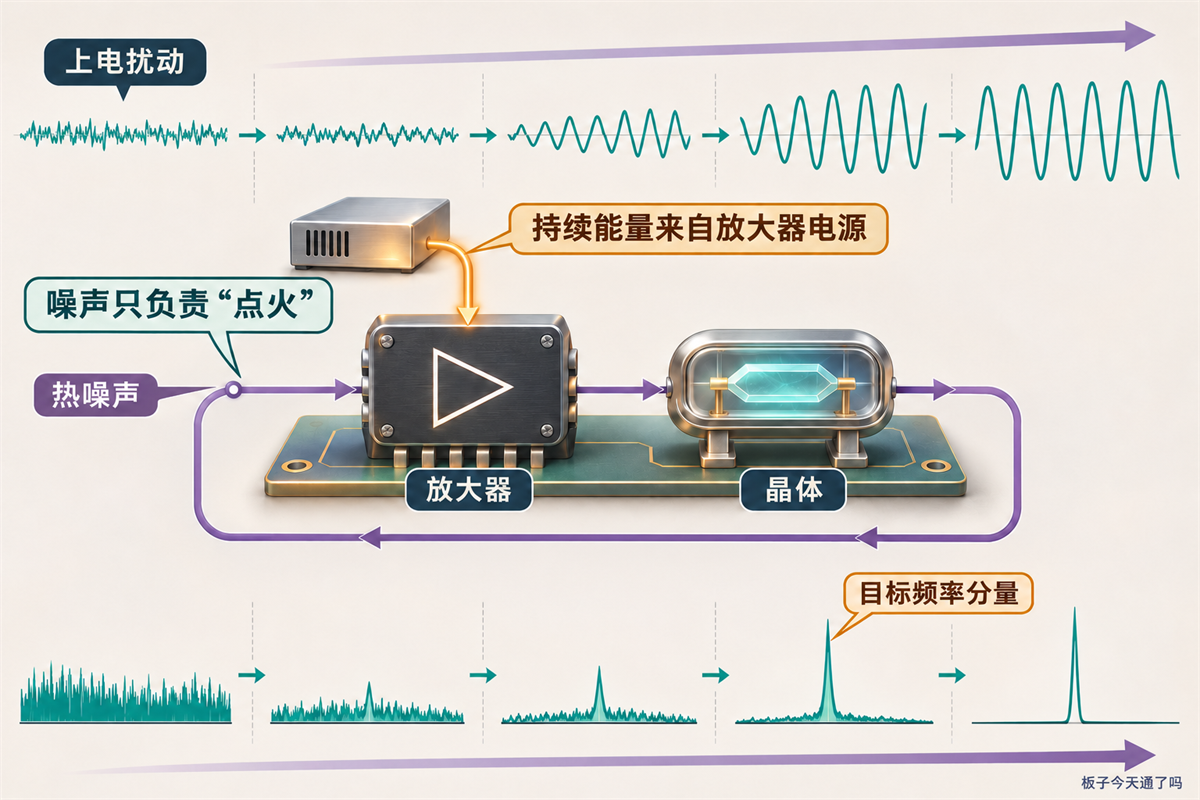 上电扰动
持续能量来自放大器电源
噪声只负责“点火”
热噪声
放大器
晶体
目标频率分量
板子今天通了吗